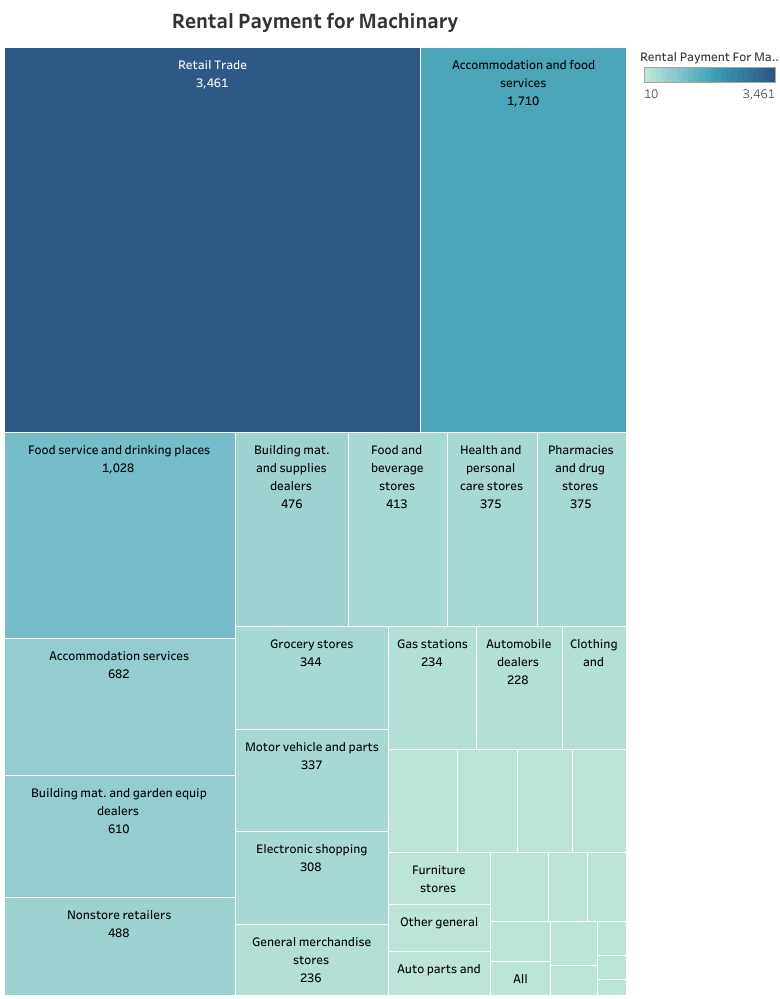 Rental Payment for Machinary
Retail Trade
3,461
Accommodation and food
services
1,710
Rental Payment For Ma..
10
3,461
Food service and drinking places
1,028
Building mat.
and supplies
dealers
476
Food and
beverage
stores
413
Health and
personal
care stores
375
Pharmacies
and drug
stores
375
Accommodation services
682
Grocery stores
344
Gas stations
234
Automobile
dealers
228
Clothing
and
Motor vehicle and parts
337
Building mat. and garden equip
dealers
610
Electronic shopping
308
Furniture
stores
Nonstore retailers
488
Other general
General merchandise
stores
236
Auto parts and
All